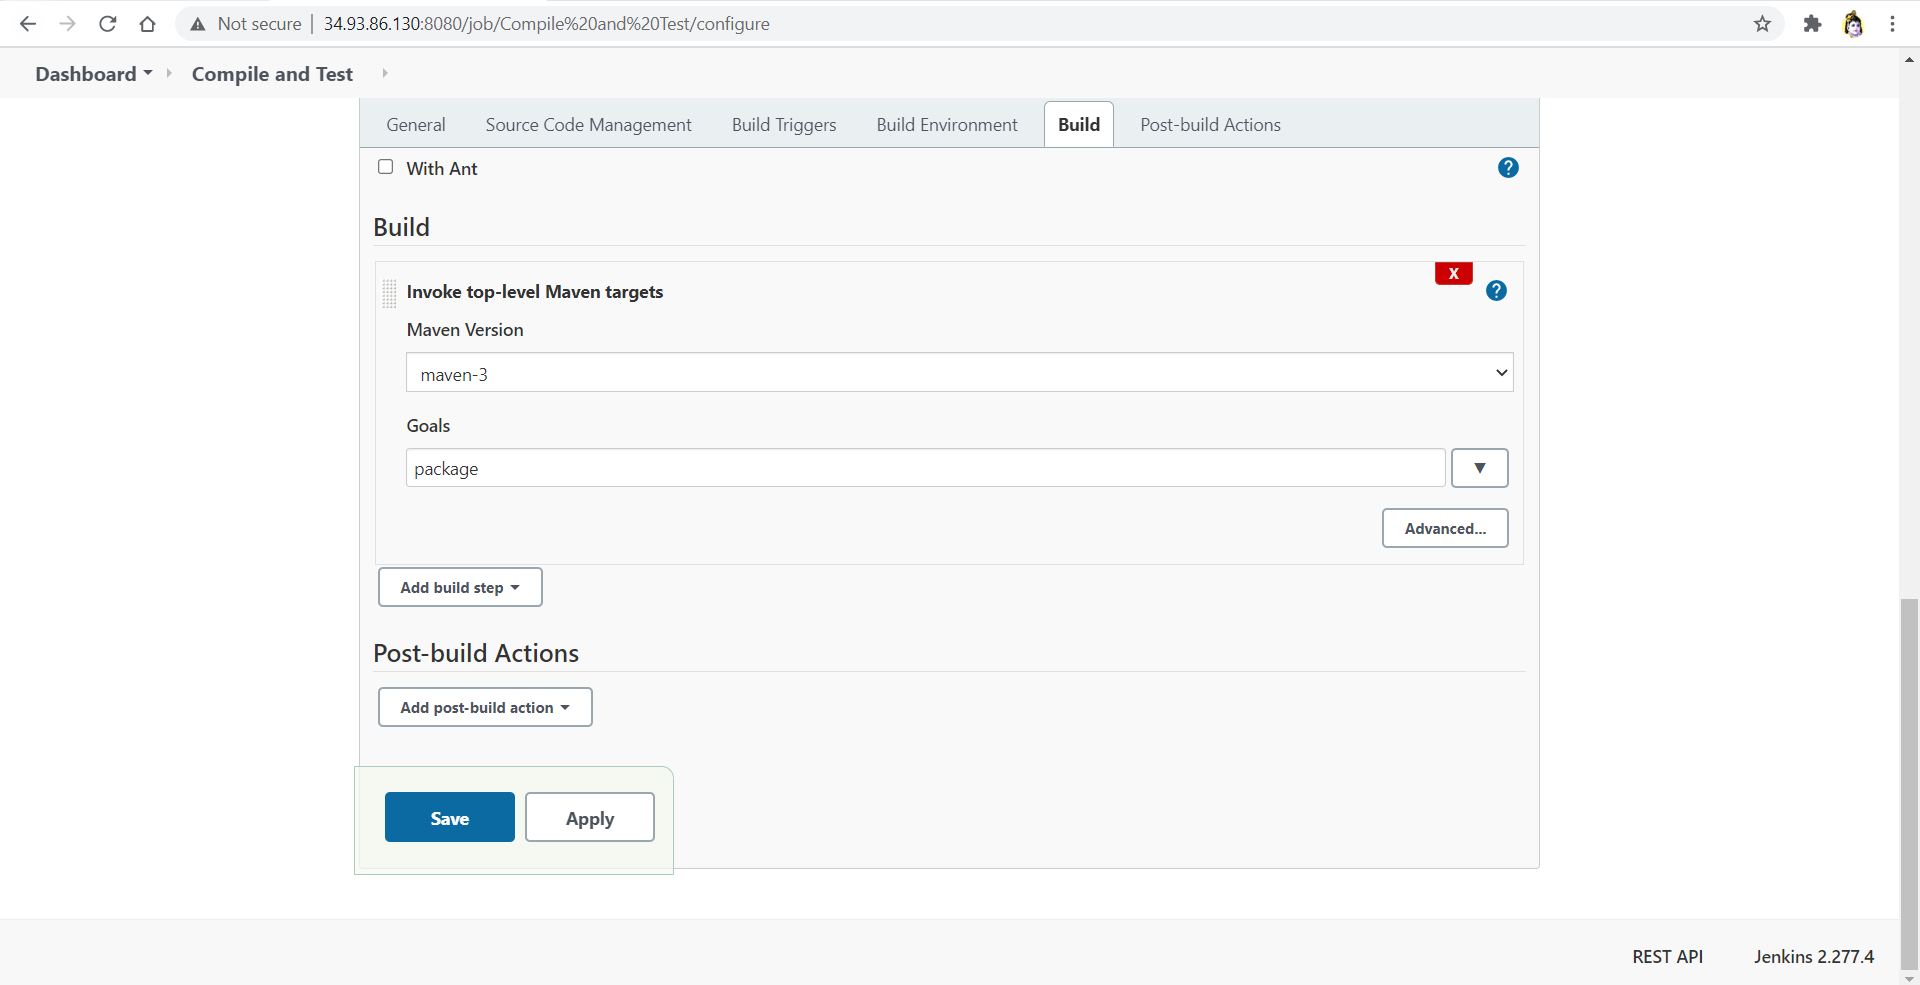 Not secure | 34.93.86.130:8080/job/Compile%20and%20Test/configure
Dashboard Compile and Test
General Source Code Management Build Triggers Build Environment Build Post-build Actions
With Ant ?
Build
X
Invoke top-level Maven targets ?
Maven Version
maven-3
Goals
package
Advanced...
Add build step
Post-build Actions
Add post-build action
Save Apply
REST API Jenkins 2.277.4